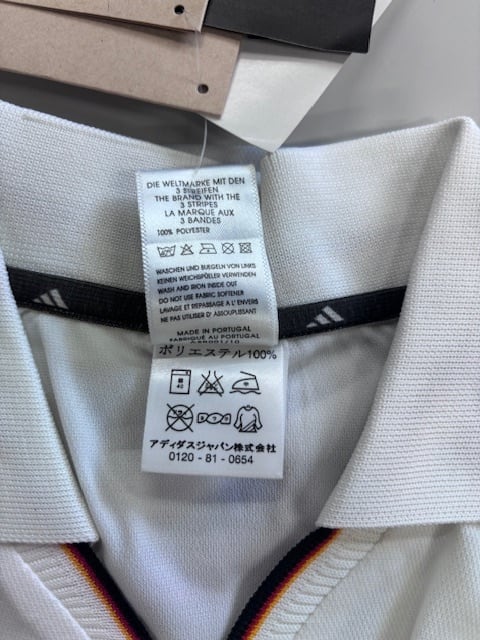 DIE WELTMARKE MIT DEN
3 STREIFEN
THE BRAND WITH THE
3 STRIPES
LA MARQUE AUX
3 BANDES
100% POLYESTER
WASCHEN UND BUEGELN VON LINKS
KEINEN WEICHSPUELER VERWENDEN
WASH AND IRON INSIDE OUT
DO NOT USE FABRIC SOFTENER
LAVAGE ET REPASSAGE A L'ENVERS
NE PAS UTILISER D'ASSOUPLISSANT
MADE IN PORTUGAL
FABRIQUÉ AU PORTUGAL
ポリエステル100%
40
アディダスジャパン株式会社
0120-81-0654